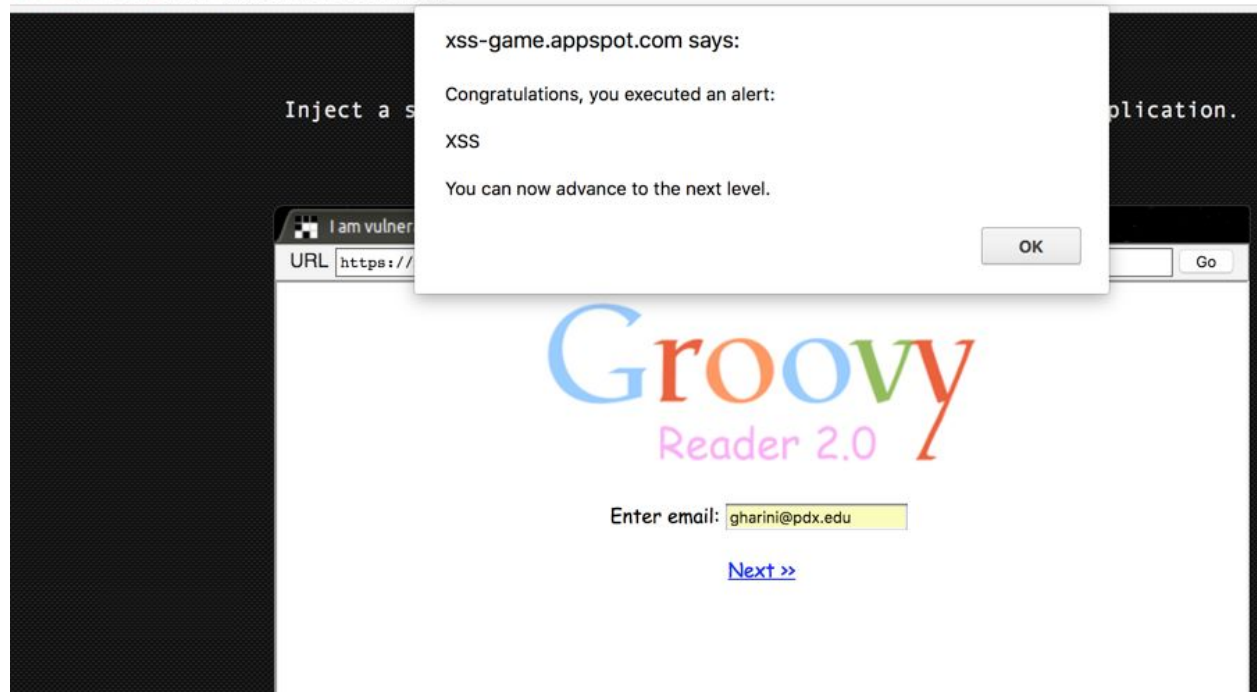 xss-game.appspot.com says:
Congratulations, you executed an alert:
XSS
You can now advance to the next level.
OK
Inject a s
plication.
I am vulner
URL https:// Go
Groovy
Reader 2.0
Enter email: gharini@pdx.edu
Next >>